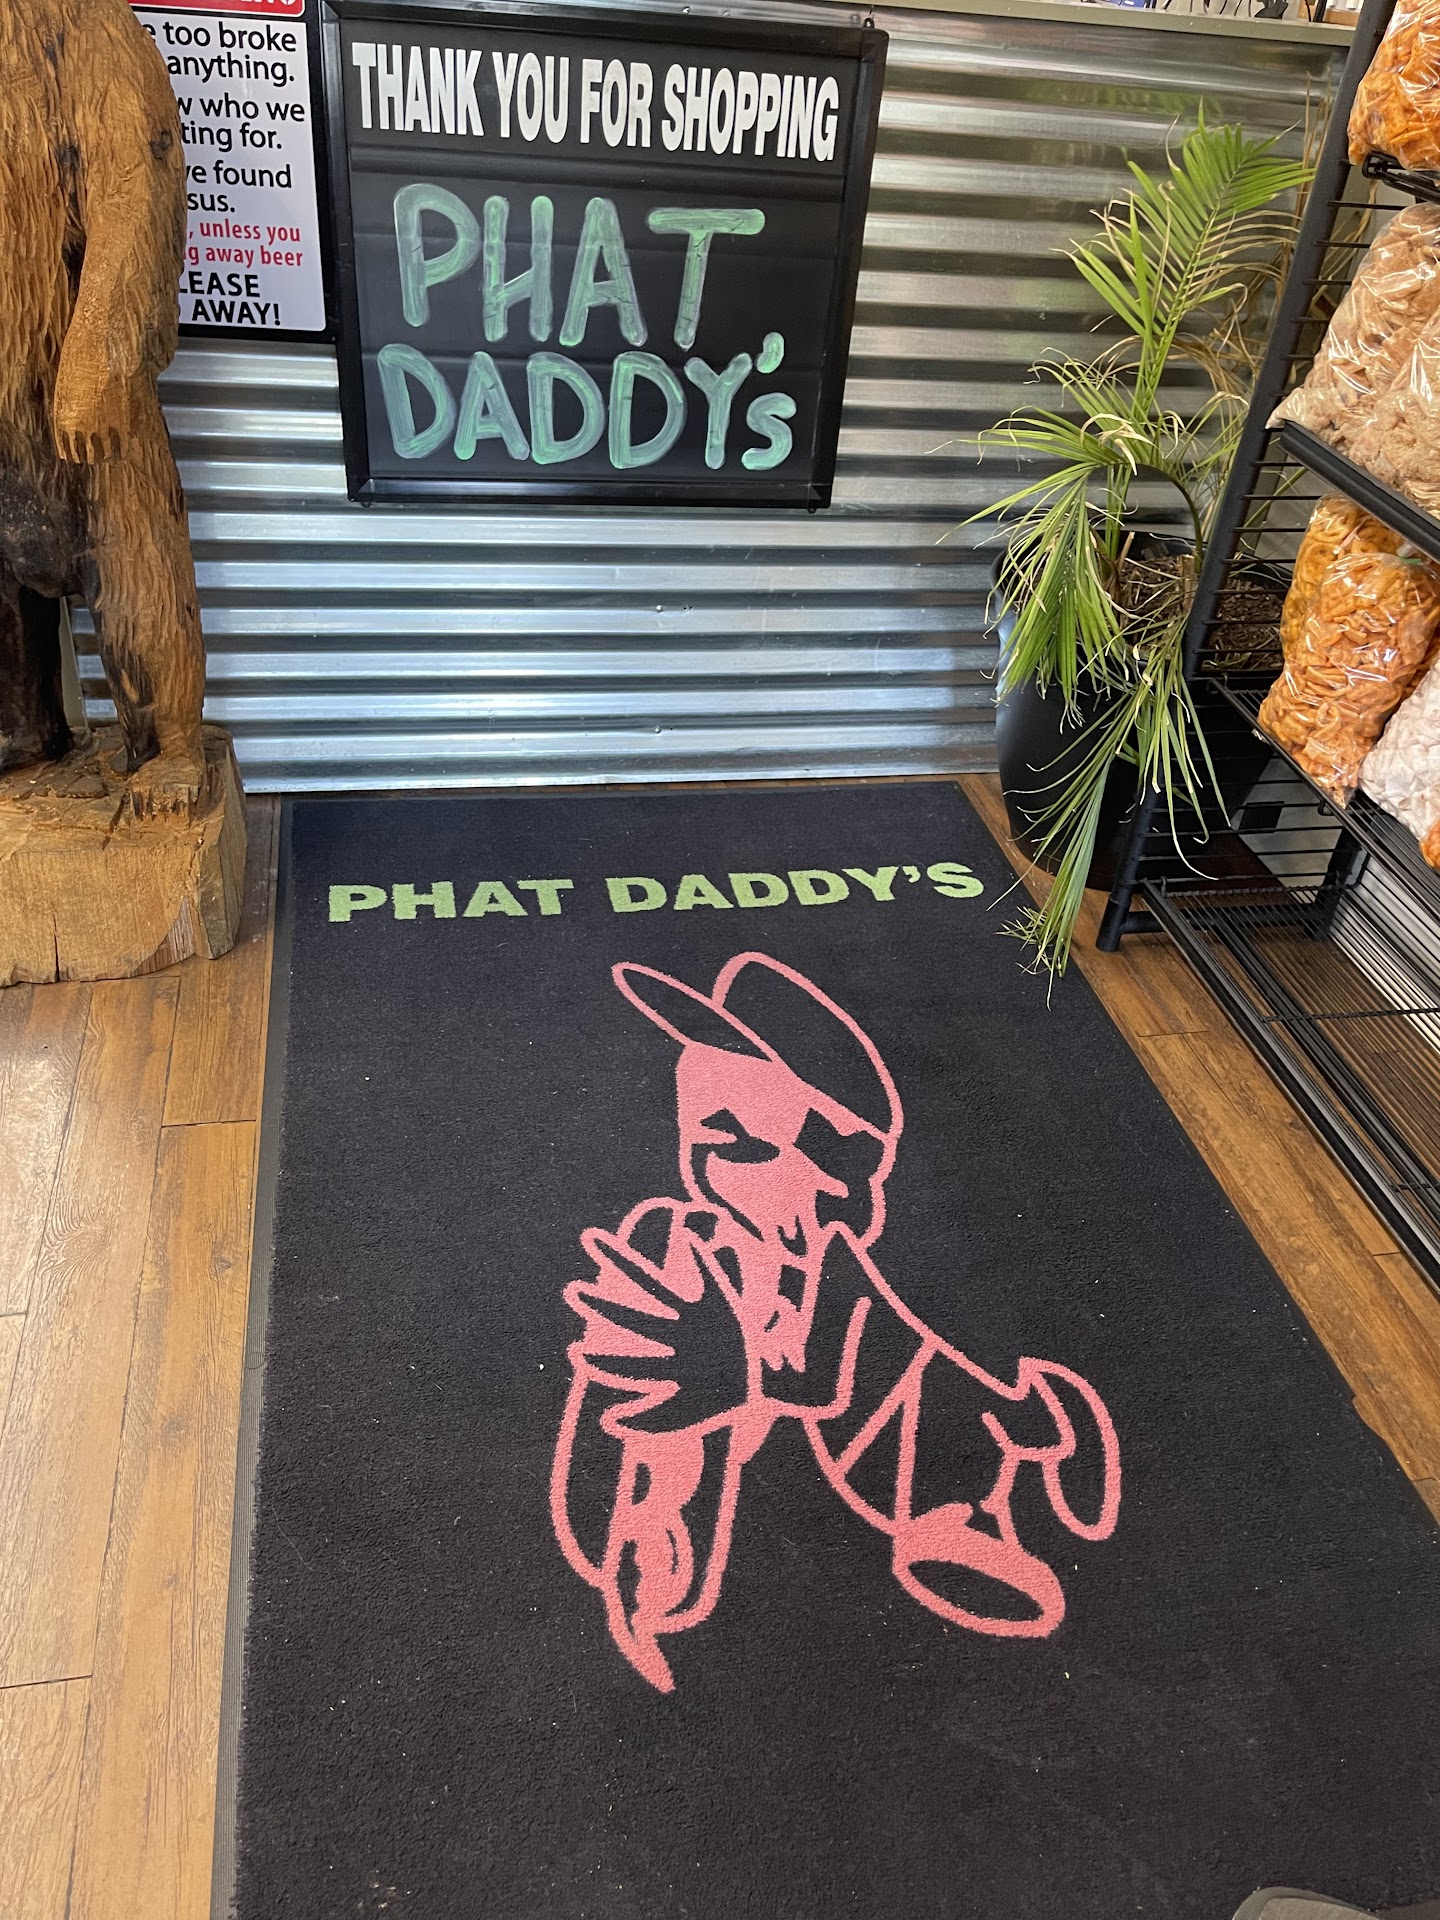 too broke
anything.
who we
for.
found
, unless you
away beer
AWAY!
THANK YOU FOR SHOPPING
PHAT
DADDY's
PHAT DADDY'S